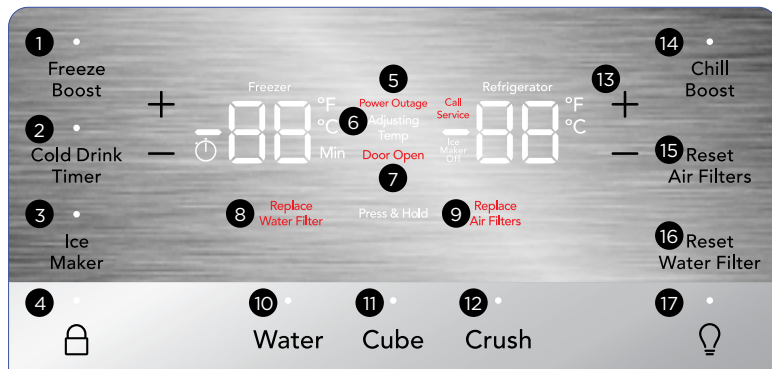 1
Freeze
Boost
2
Cold Drink
Timer
3
Ice
Maker
4
+
−
Freezer
-88
°F
°C
Min
5
Power Outage
6
Adjusting
Temp
Door Open
7
Call
Service
Ice
Maker
Off
Refrigerator
-88
°F
°C
13
+
−
14
Chill
Boost
15
Reset
Air Filters
16
Reset
Water Filter
17
8
Replace
Water Filter
Press & Hold
9
Replace
Air Filters
10
Water
11
Cube
12
Crush